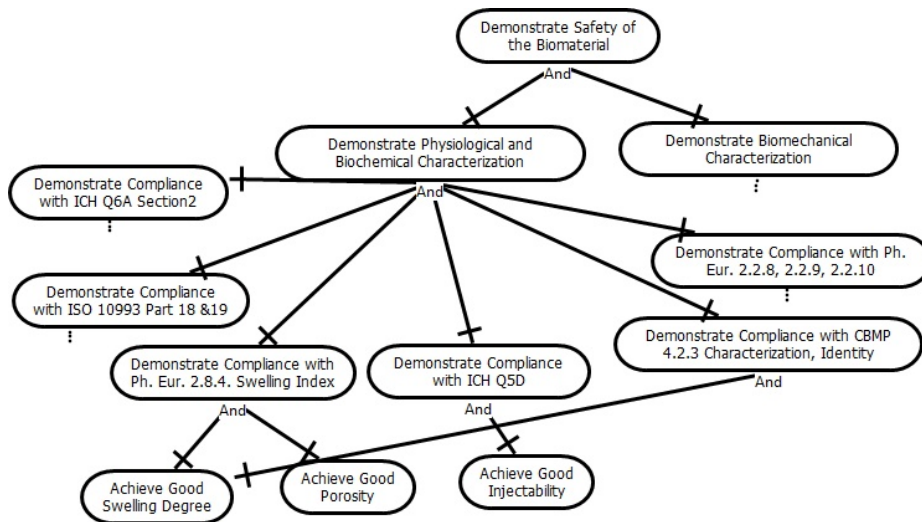 Demonstrate Safety of
the Biomaterial
And
Demonstrate Physiological and
Biochemical Characterization
And
Demonstrate Biomechanical
Characterization
Demonstrate Compliance
with ICH Q6A Section2
Demonstrate Compliance with Ph.
Eur. 2.2.8, 2.2.9, 2.2.10
Demonstrate Compliance
with ISO 10993 Part 18 &19
Demonstrate Compliance with CBMP
4.2.3 Characterization, Identity
And
Demonstrate Compliance with
Ph. Eur. 2.8.4. Swelling Index
And
Demonstrate Compliance
with ICH Q5D
And
Achieve Good
Swelling Degree
Achieve Good
Porosity
Achieve Good
Injectability